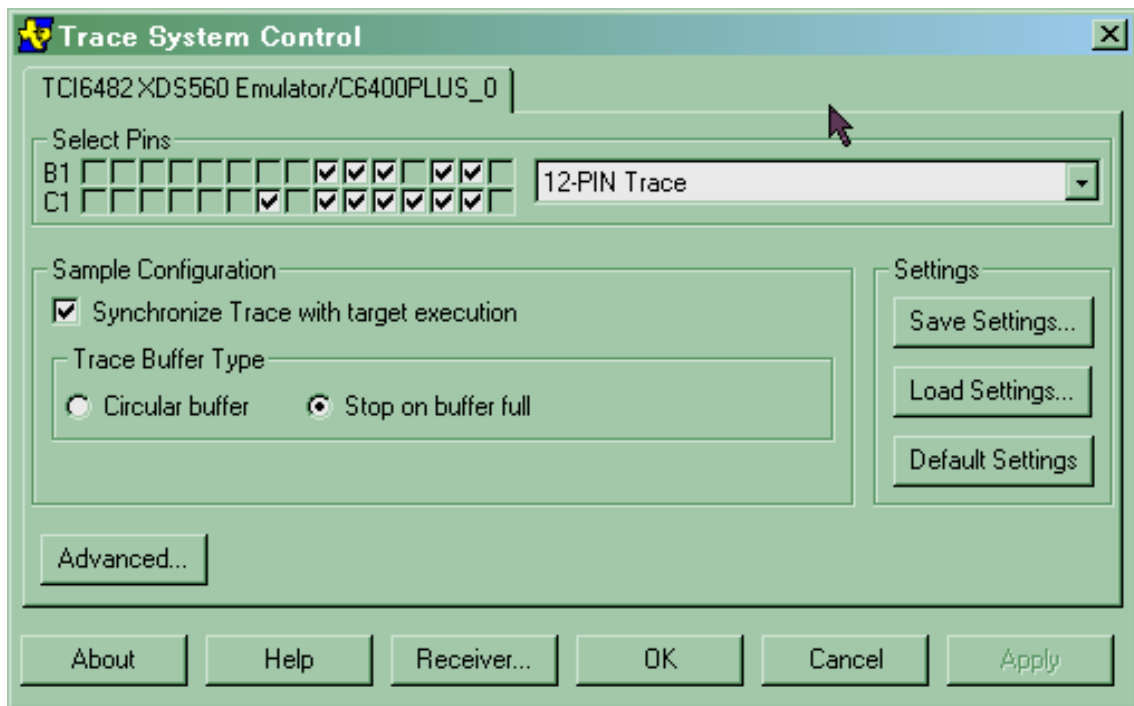 Trace System Control
TCI6482 XDS560 Emulator/C6400PLUS_0
Select Pins
B1
C1
12-PIN Trace
Sample Configuration
Synchronize Trace with target execution
Trace Buffer Type
Circular buffer
Stop on buffer full
Settings
Save Settings...
Load Settings...
Default Settings
Advanced...
About
Help
Receiver...
OK
Cancel
Apply